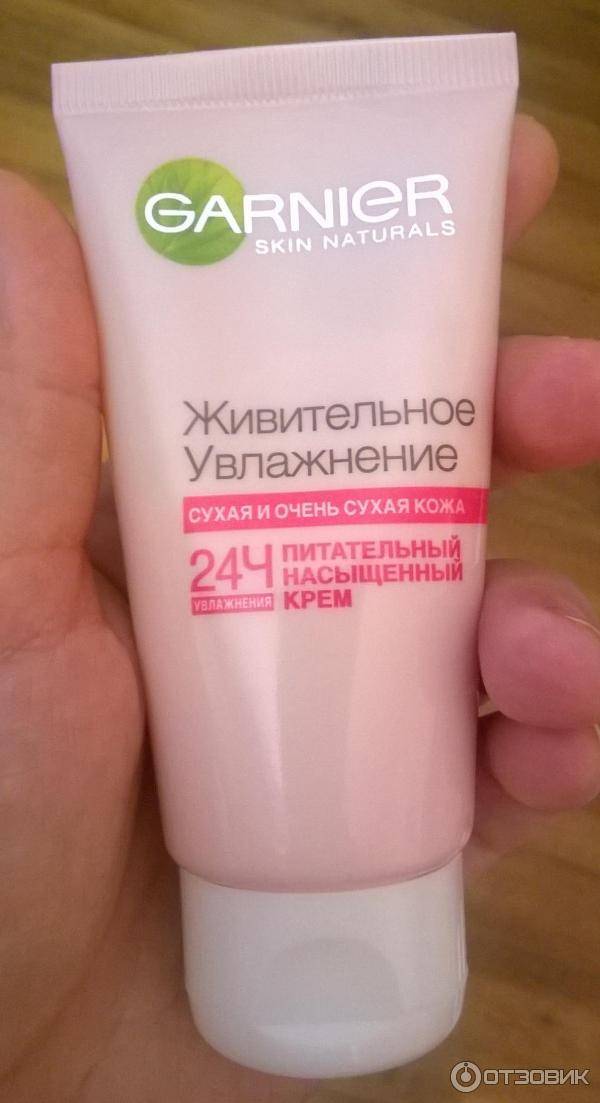 GARNIER
SKIN NATURALS
Живительное
Увлажнение
СУХАЯ И ОЧЕНЬ СУХАЯ КОЖА
24Ч
УВЛАЖНЕНИЯ
ПИТАТЕЛЬНЫЙ
НАСЫЩЕННЫЙ
КРЕМ
ОТЗОВИК